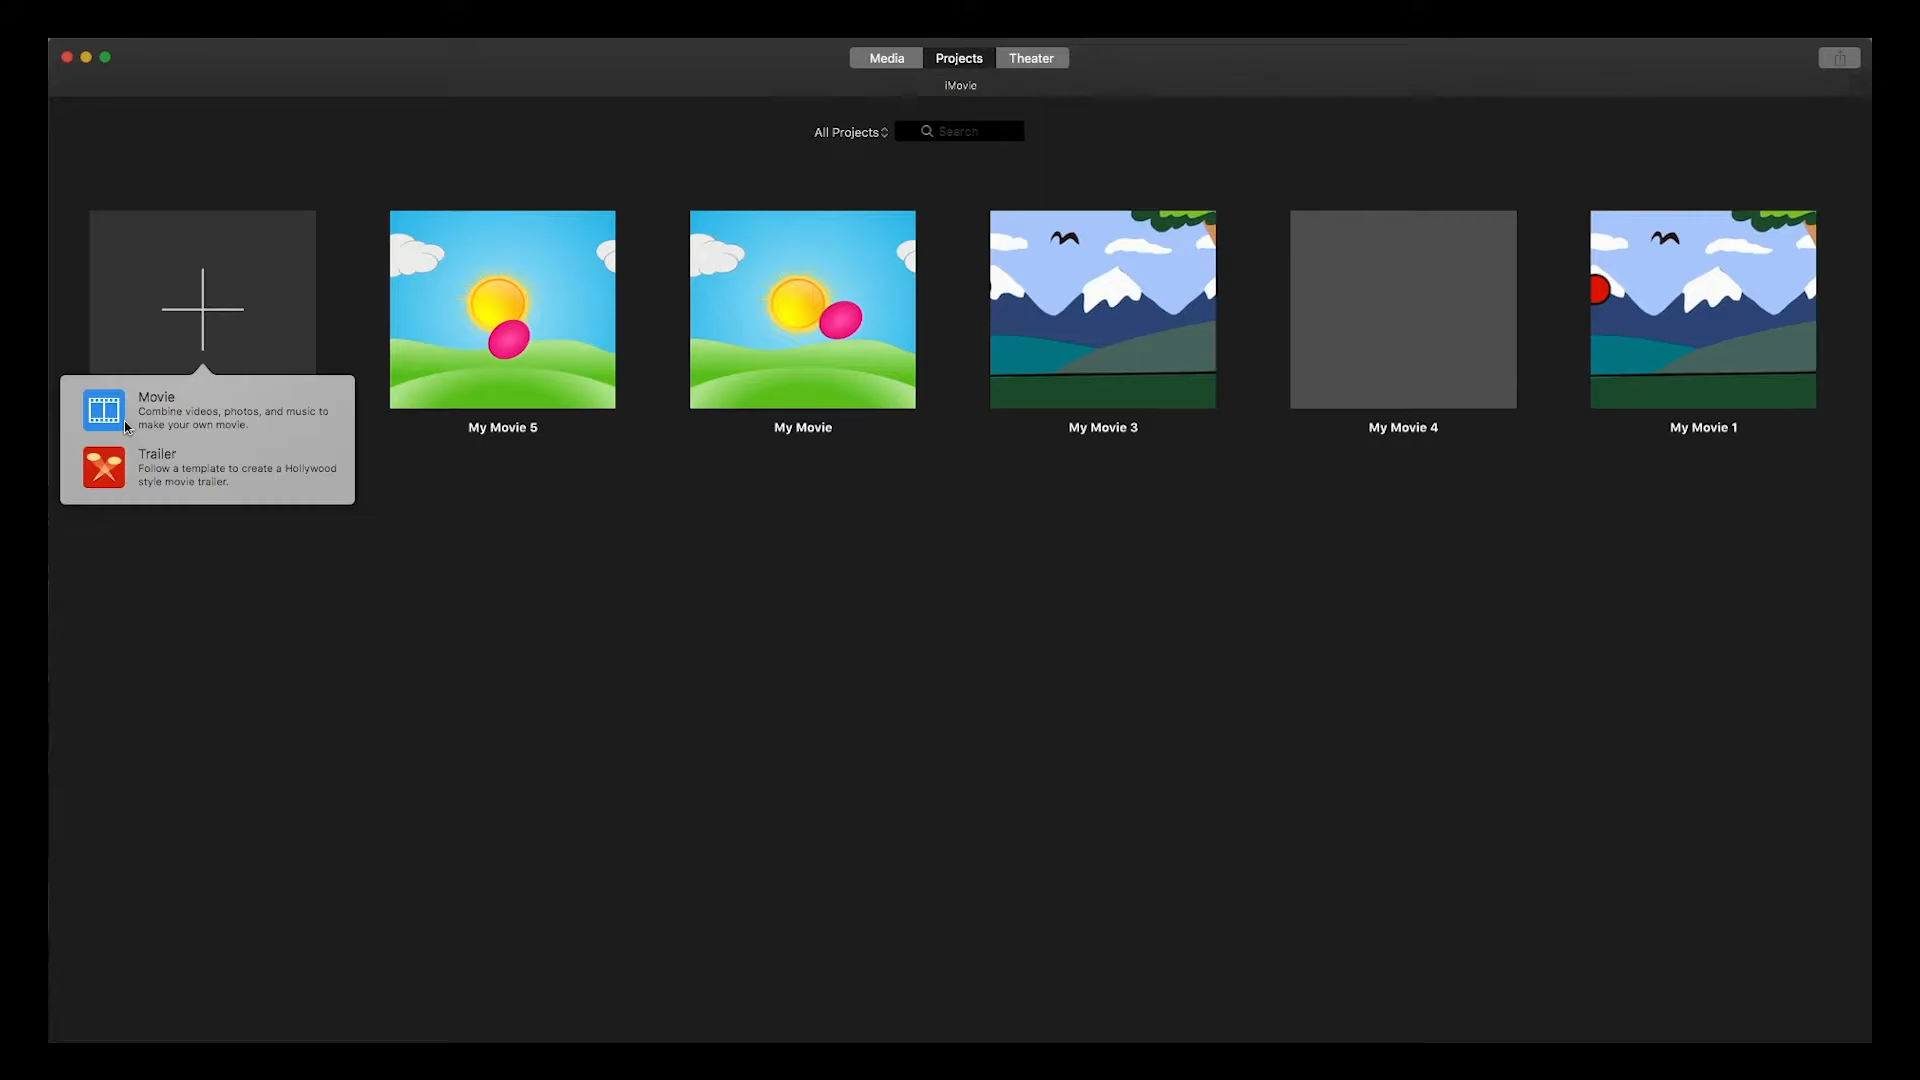 Media
Projects
Theater
iMovie
All Projects
Search
Movie
Combine videos, photos, and music to
make your own movie.
Trailer
Follow a template to create a Hollywood
style movie trailer.
My Movie 5
My Movie
My Movie 3
My Movie 4
My Movie 1